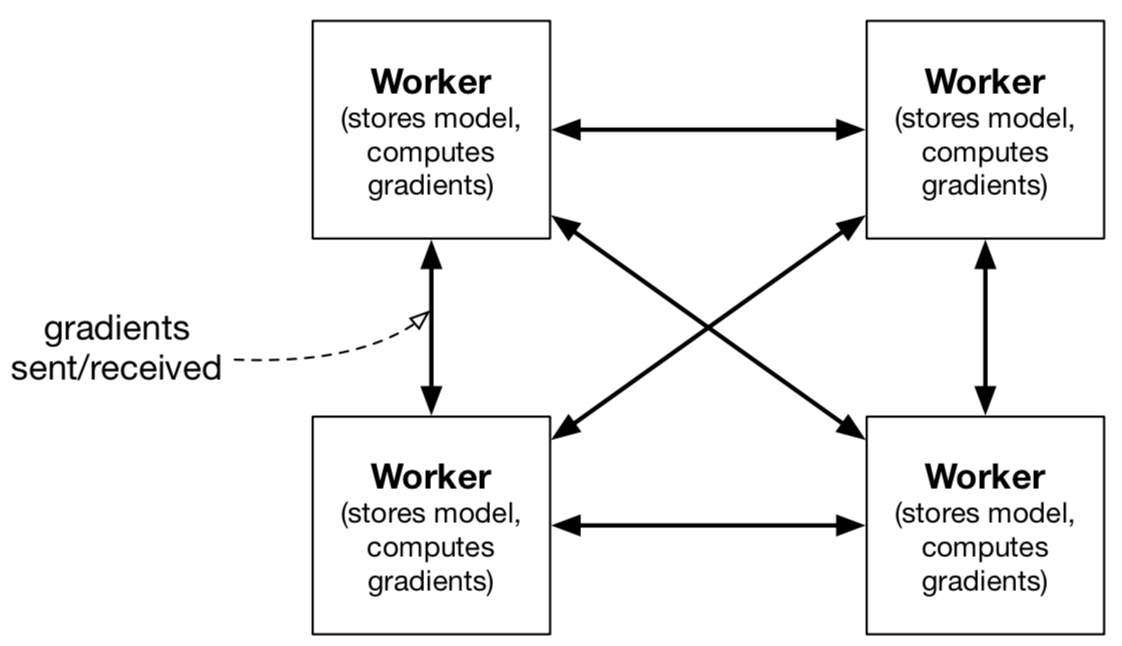 Worker
(stores model,
computes
gradients)
Worker
(stores model,
computes
gradients)
gradients
sent/received
Worker
(stores model,
computes
gradients)
Worker
(stores model,
computes
gradients)